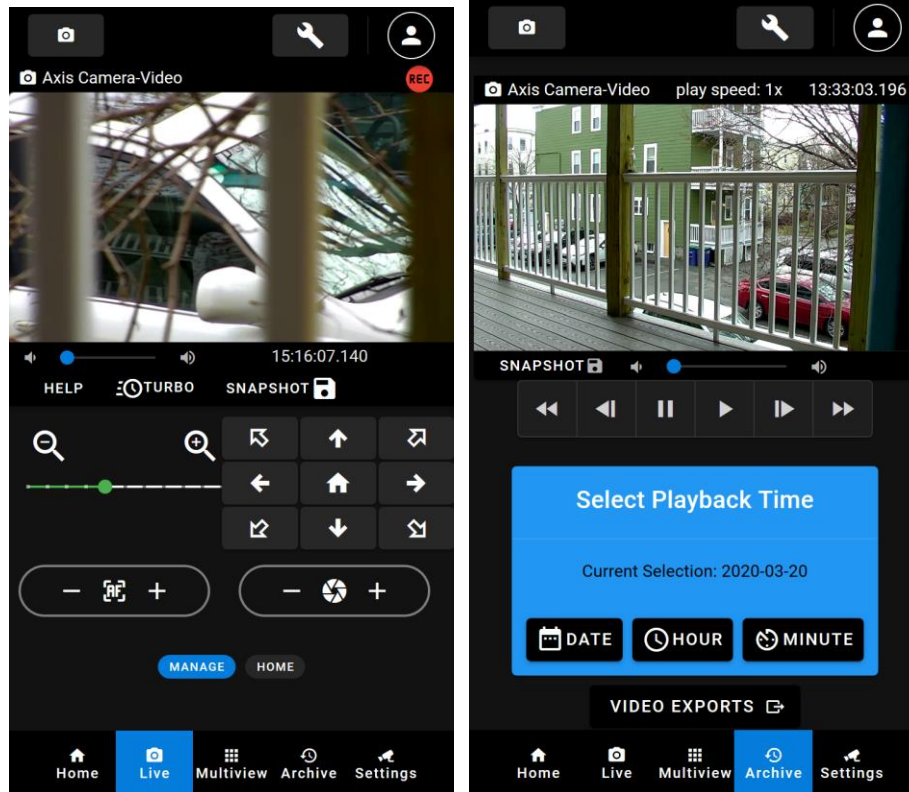 Axis Camera-Video REC
15:16:07.140
HELP TURBO SNAPSHOT
AF
MANAGE HOME
Home Live Multiview Archive Settings
Axis Camera-Video play speed: 1x 13:33:03.196
SNAPSHOT
Select Playback Time
Current Selection: 2020-03-20
DATE HOUR MINUTE
VIDEO EXPORTS
Home Live Multiview Archive Settings